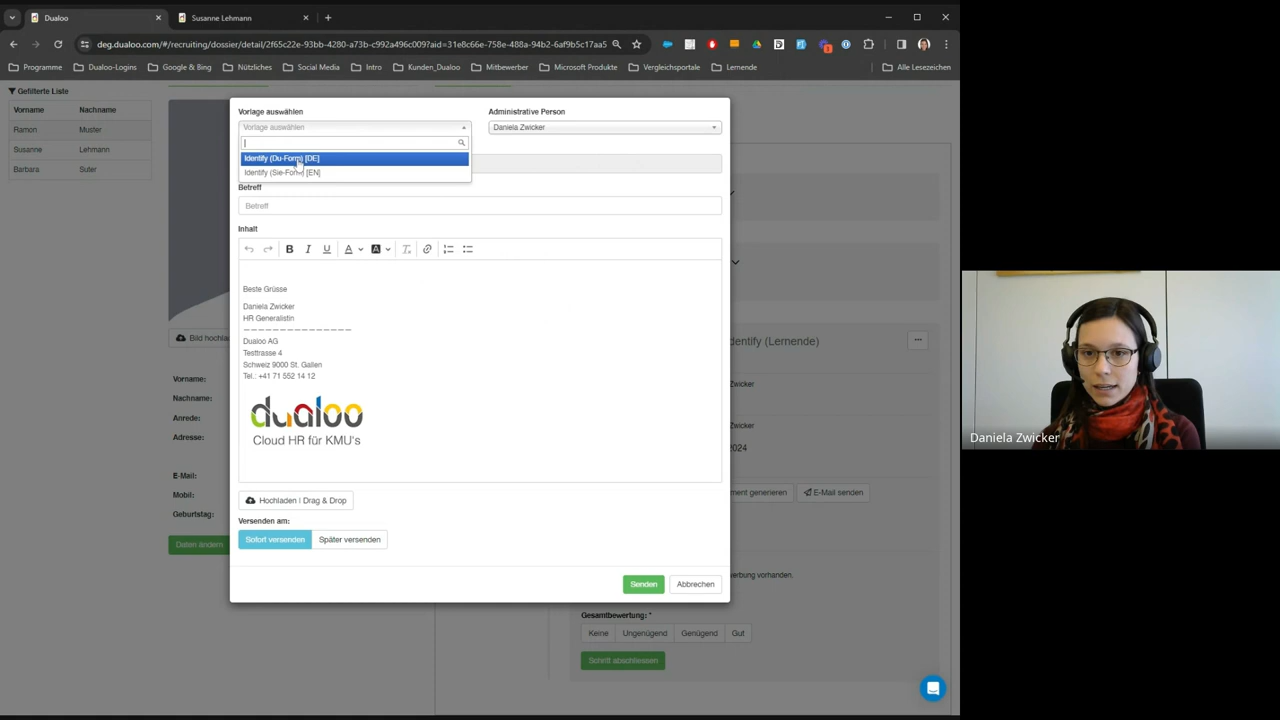 Dualoo
Susanne Lehmann
deg.dualoo.com/#/recruiting/dossier/detail/2f65c22e-93bb-4280-a73b-c992a496c009?aid=31e8c66e-758e-488a-94b2-6af9b5c17aa5
Programme
Dualoo-Logins
Google & Bing
Nützliches
Social Media
Intro
Kunden_Dualoo
Mitbewerber
Microsoft Produkte
Vergleichsportale
Lernende
Alle Lesezeichen
Gefilterte Liste
Vorname Nachname
Ramon Muster
Susanne Lehmann
Barbara Suter
Vorlage auswählen
Administrative Person
Vorlage auswählen
Daniela Zwicker
Identify (Du-Form) [DE]
Identify (Sie-Form) [EN]
Betreff
Betreff
Inhalt
B I U A A
Beste Grüsse
Daniela Zwicker
HR Generalistin
———————————————
Dualoo AG
Testtrasse 4
Schweiz 9000 St. Gallen
Tel.: +41 71 552 14 12
dualoo
Cloud HR für KMU's
Hochladen | Drag & Drop
Versenden am:
Sofort versenden
Später versenden
Senden
Abbrechen
Bild hochla
Vorname:
Nachname:
Anrede:
Adresse:
E-Mail:
Mobil:
Geburtstag:
Daten ändern
dentify (Lernende)
Zwicker
Zwicker
2024
ment generieren
E-Mail senden
erbung vorhanden.
Gesamtbewertung: *
Keine
Ungenügend
Genügend
Gut
Schritt abschliessen
Daniela Zwicker